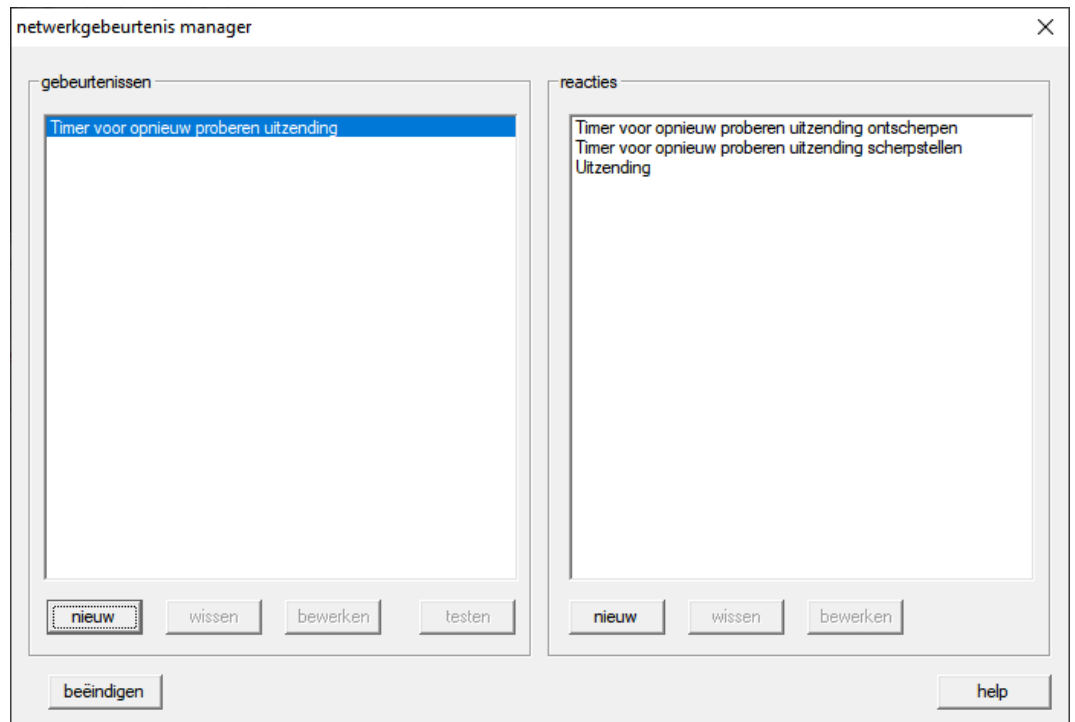 netwerkgebeurtenis manager
gebeurtenissen
Timer voor opnieuw proberen uitzending
nieuw wissen bewerken testen
reacties
Timer voor opnieuw proberen uitzending ontscherpen
Timer voor opnieuw proberen uitzending scherpstellen
Uitzending
nieuw wissen bewerken
beëindigen help